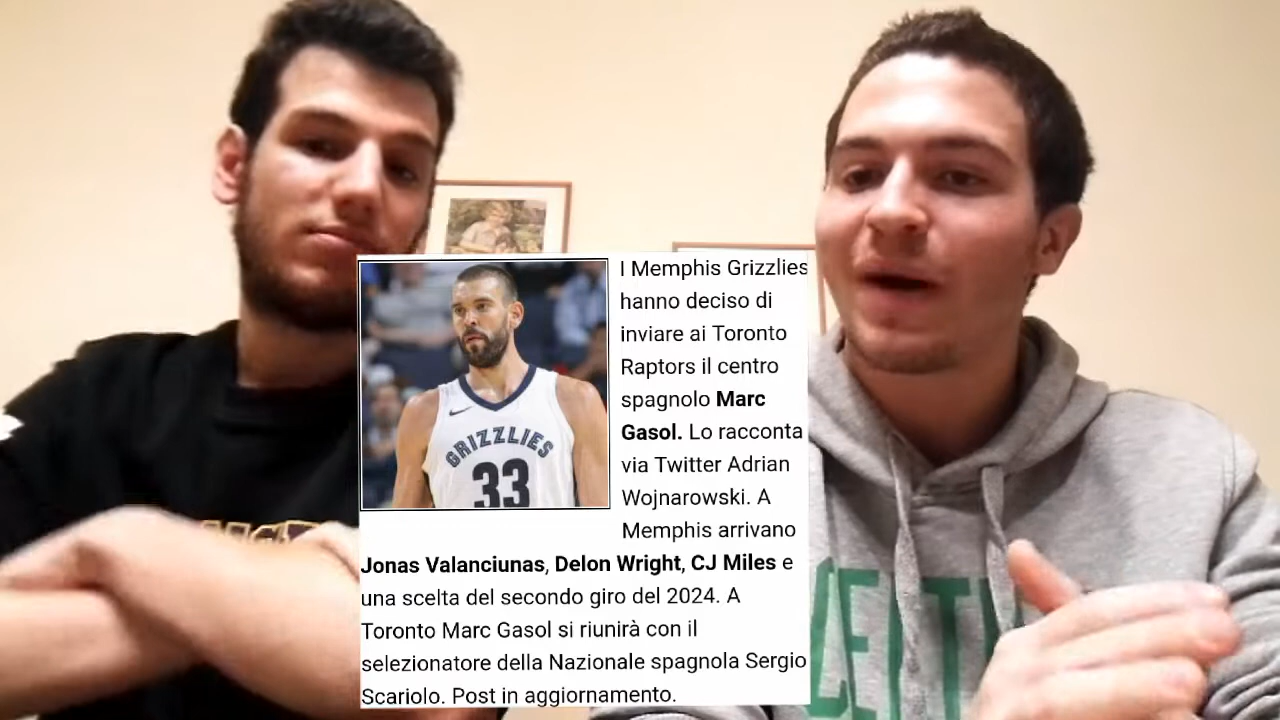 I Memphis Grizzlies
hanno deciso di
inviare ai Toronto
Raptors il centro
spagnolo Marc
Gasol. Lo racconta
via Twitter Adrian
Wojnarowski. A
Memphis arrivano
Jonas Valanciunas, Delon Wright, CJ Miles e
una scelta del secondo giro del 2024. A
Toronto Marc Gasol si riunirà con il
selezionatore della Nazionale spagnola Sergio
Scariolo. Post in aggiornamento.
GRIZZLIES
33